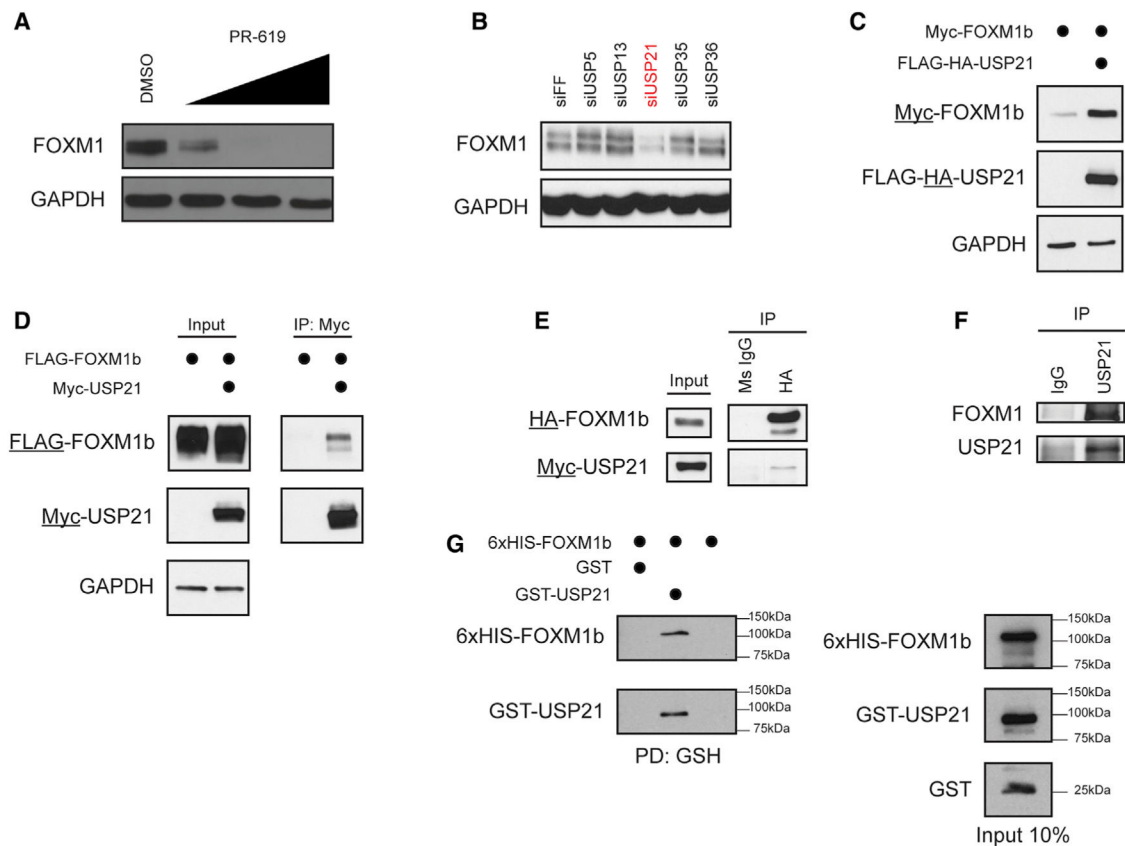 A
PR-619
DMSO
FOXM1
GAPDH
B
siFF
siUSP5
siUSP13
siUSP21
siUSP35
siUSP36
FOXM1
GAPDH
C
Myc-FOXM1b
FLAG-HA-USP21
Myc-FOXM1b
FLAG-HA-USP21
GAPDH
D
Input
IP: Myc
FLAG-FOXM1b
Myc-USP21
FLAG-FOXM1b
Myc-USP21
GAPDH
E
IP
Input
Ms IgG
HA
HA-FOXM1b
Myc-USP21
F
IP
IgG
USP21
FOXM1
USP21
G
6xHIS-FOXM1b
GST
GST-USP21
6xHIS-FOXM1b
150kDa
100kDa
75kDa
GST-USP21
150kDa
100kDa
75kDa
PD: GSH
6xHIS-FOXM1b
150kDa
100kDa
75kDa
GST-USP21
150kDa
100kDa
75kDa
GST
25kDa
Input 10%